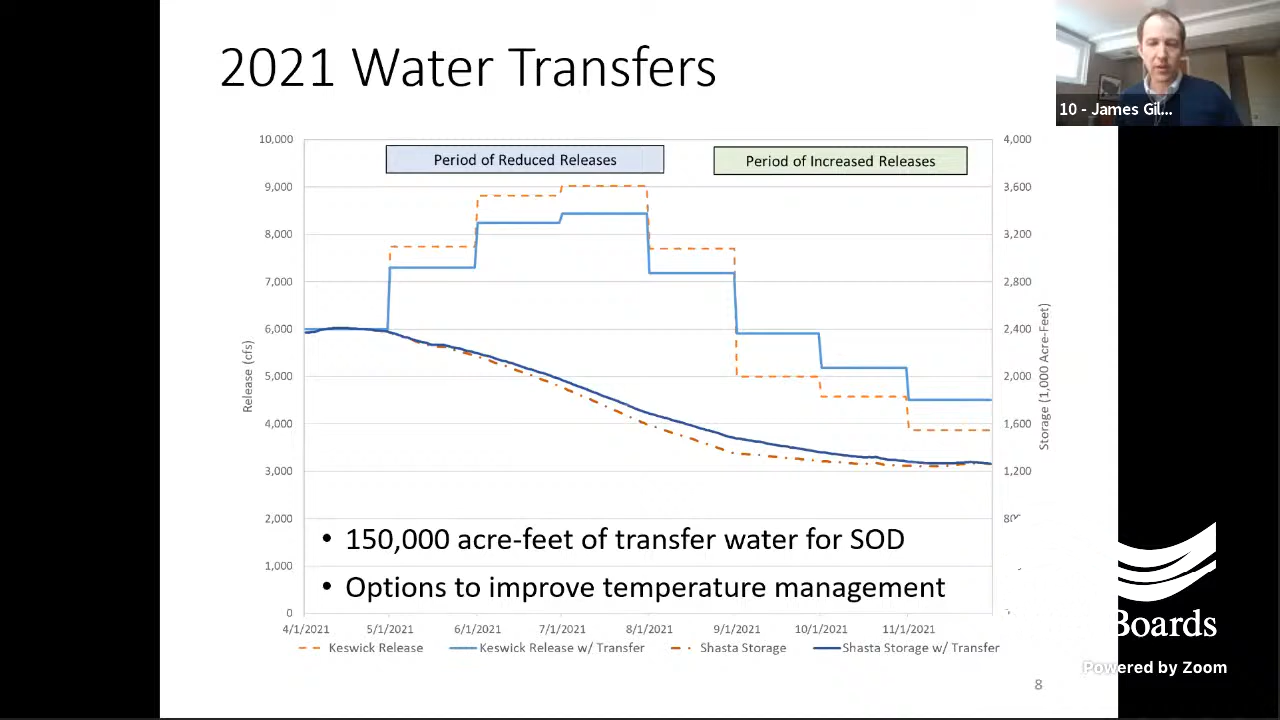 2021 Water Transfers
10 - James Gil...
10,000
9,000
8,000
7,000
6,000
5,000
4,000
3,000
2,000
1,000
0
Release (cfs)
Period of Reduced Releases
Period of Increased Releases
4,000
3,600
3,200
2,800
2,400
2,000
1,600
1,200
Storage (1,000 Acre-Feet)
• 150,000 acre-feet of transfer water for SOD
• Options to improve temperature management
4/1/2021 5/1/2021 6/1/2021 7/1/2021 8/1/2021 9/1/2021 10/1/2021 11/1/2021
Keswick Release Keswick Release w/ Transfer Shasta Storage Shasta Storage w/ Transfer
8
Boards
Powered by Zoom